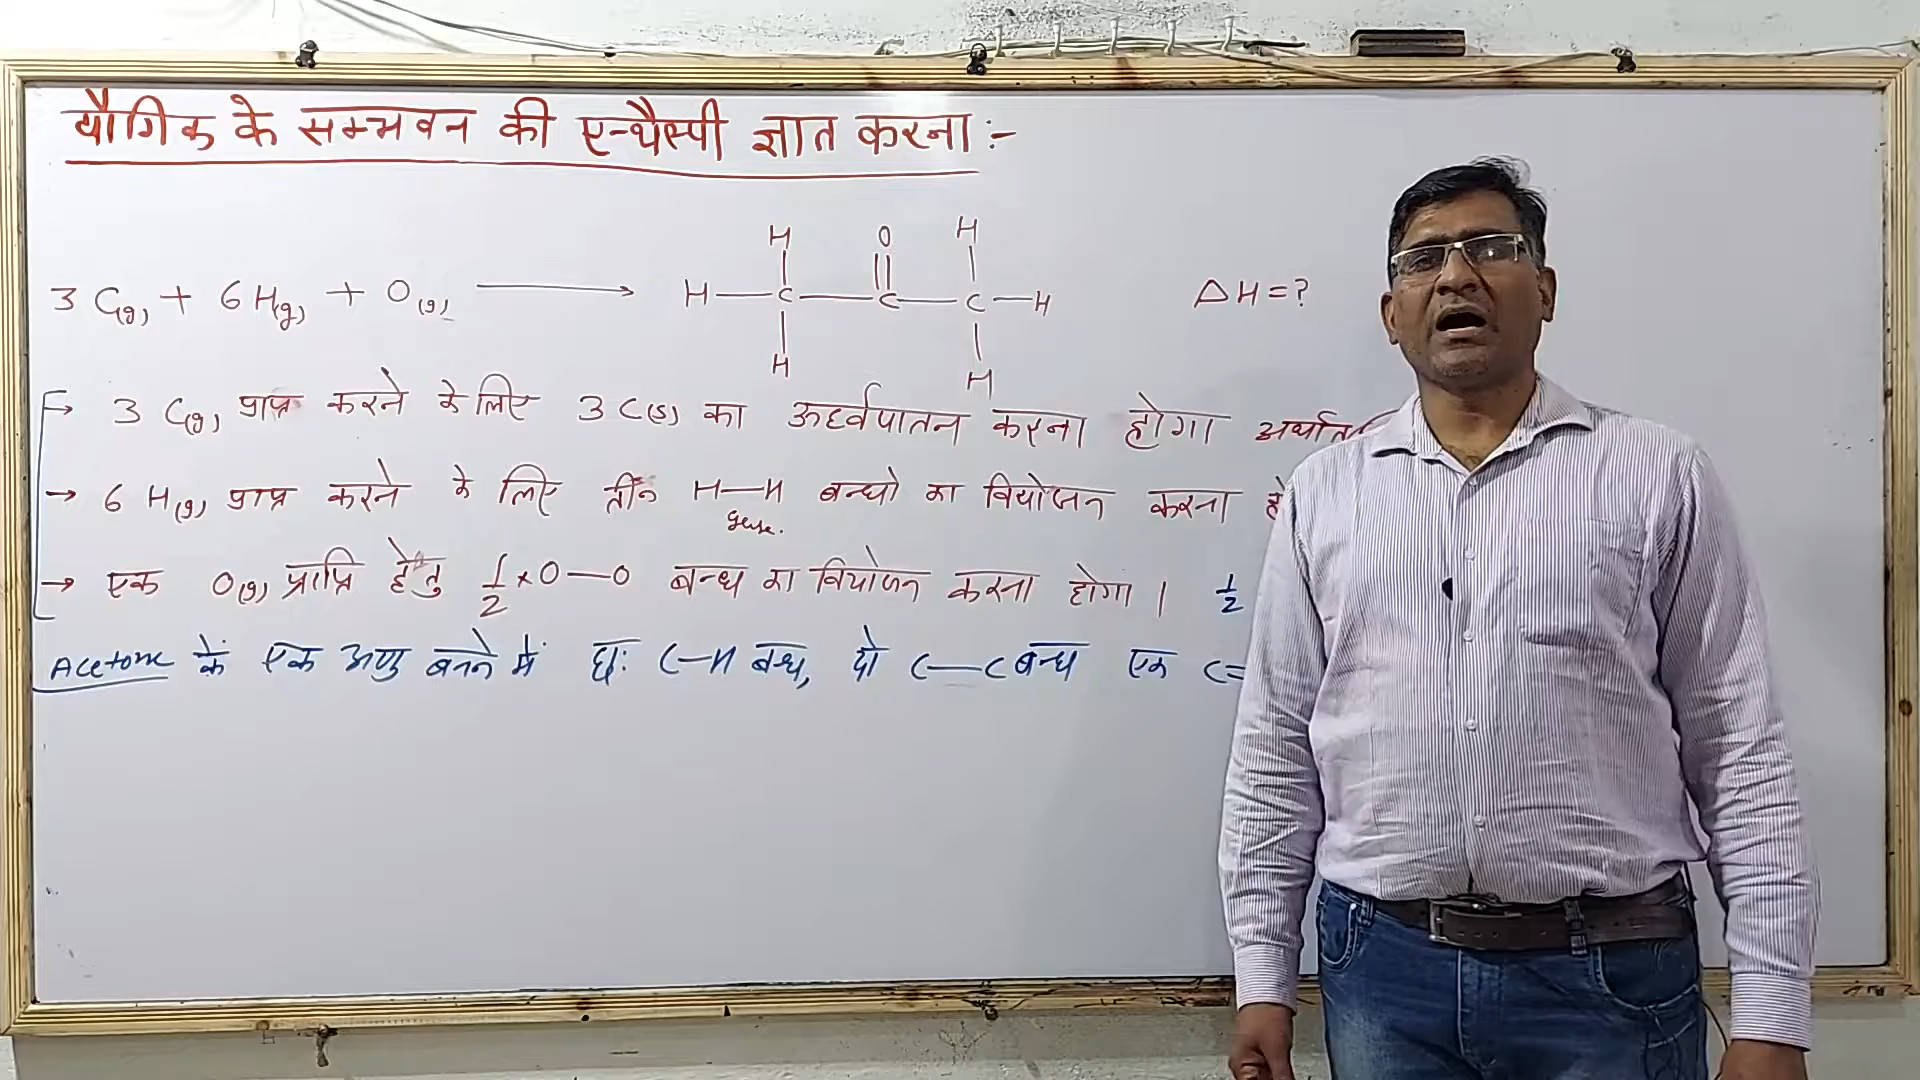 यौगिक के सम्भवन की एन्थैल्पी ज्ञात करना :-
3 C(g) + 6 H(g) + O(g) ⟶ H—C—C—C—H ΔH = ?
H O H
H H
→ 3 C(g) प्राप्त करने के लिए 3 C(s) का ऊर्ध्वपातन करना होगा अर्थात
→ 6 H(g) प्राप्त करने के लिए तीन H—H बन्धो का वियोजन करना
→ एक O(g) प्राप्ति हेतु 1/2 × O—O बन्ध का वियोजन करना होगा । 1/2
Acetone के एक अणु बनने में छः C—H बन्ध, दो C—C बन्ध एक C=